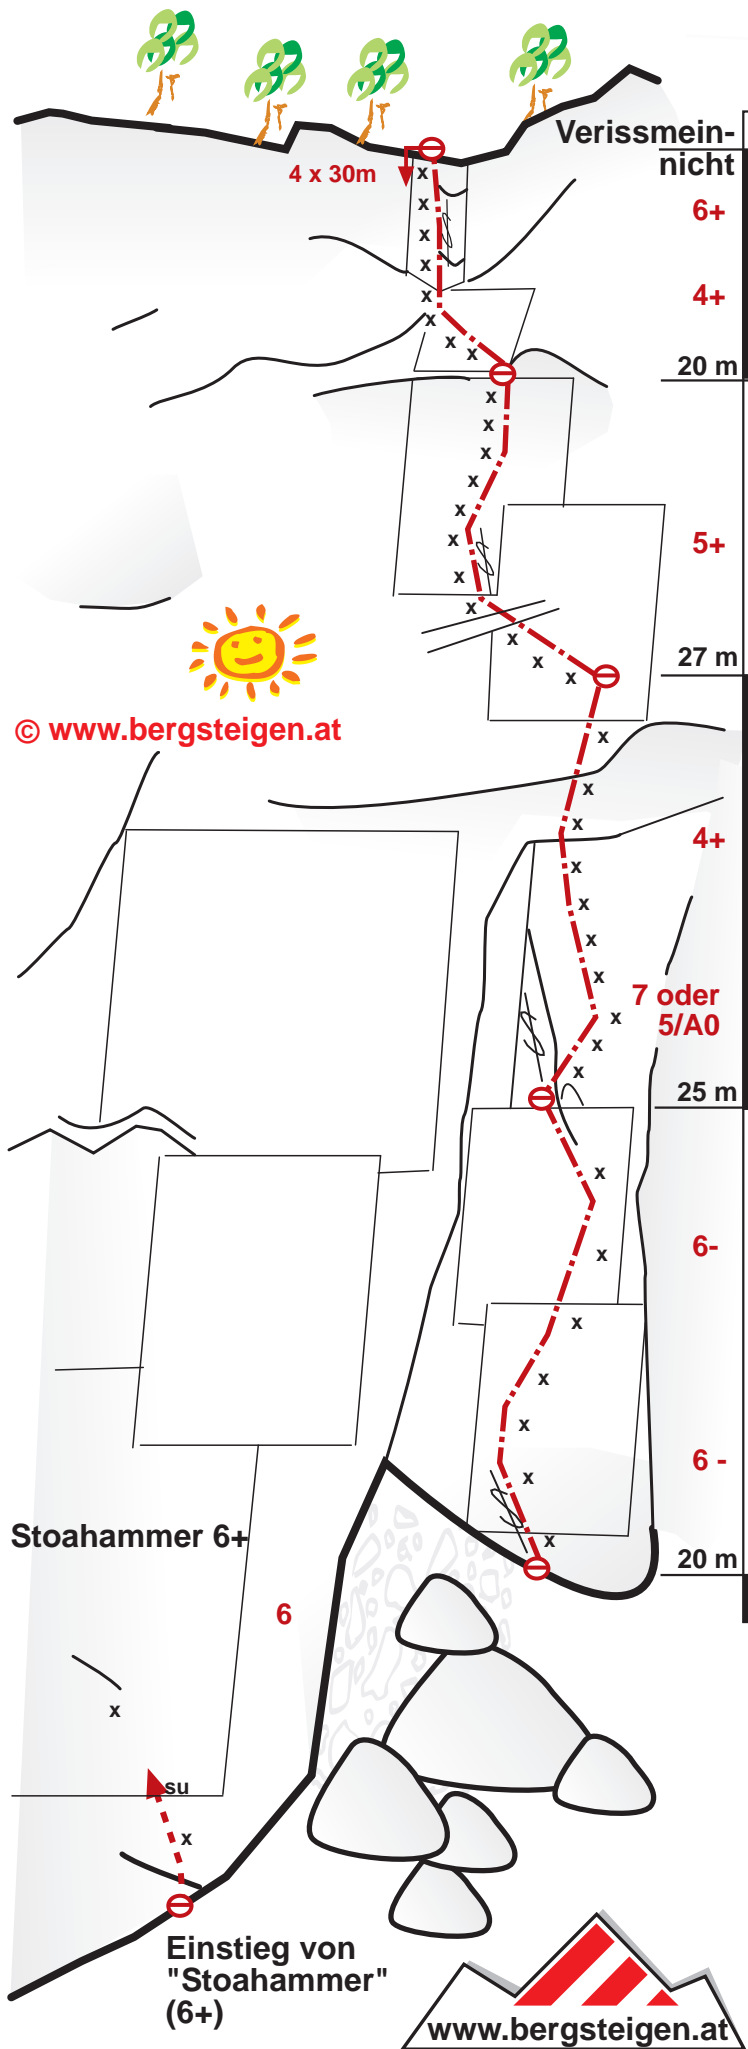 Verissmein-
nicht
4 x 30m
x
x
6+
x
x
4+
x
x
x
x
20 m
x
x
x
x
x
x
5+
x
x
x
x
x
27 m
© www.bergsteigen.at
x
x
x
4+
x
x
x
x
7 oder
5/A0
x
x
x
25 m
x
6-
x
x
x
x
6 -
x
Stoahammer 6+
x
20 m
6
x
su
x
Einstieg von
"Stoahammer"
(6+)
www.bergsteigen.at